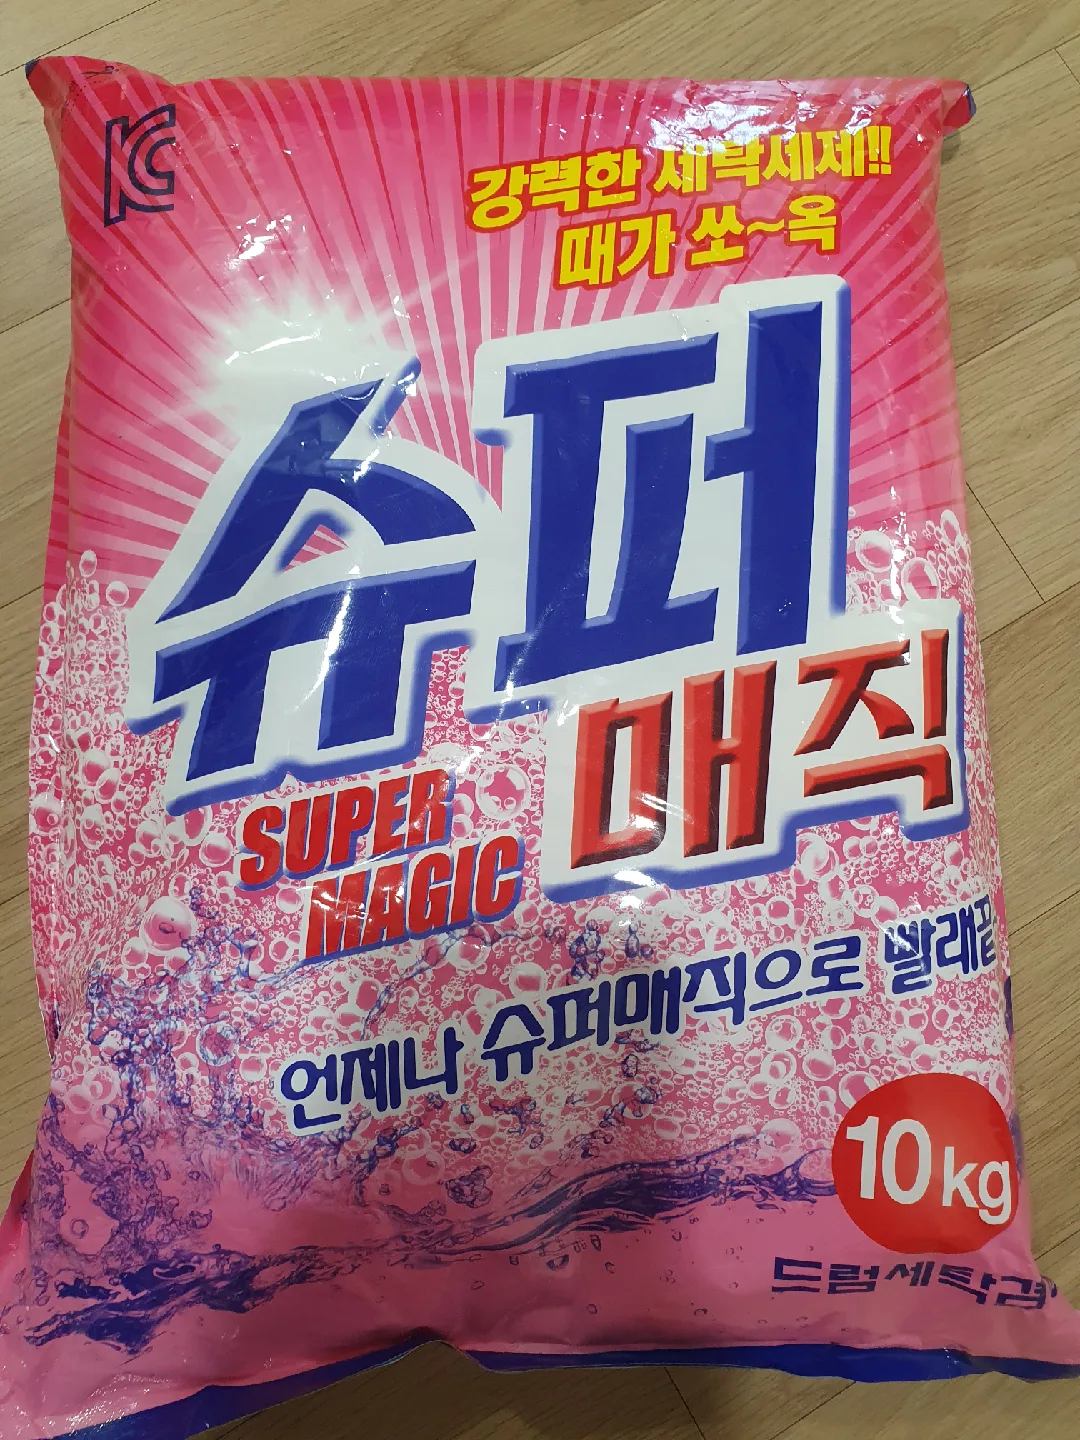 KC
강력한 세탁세제!!
때가 쏘~옥
슈퍼
매직
SUPER
MAGIC
언제나 슈퍼매직으로 빨래끝
10kg
드럼세탁겸